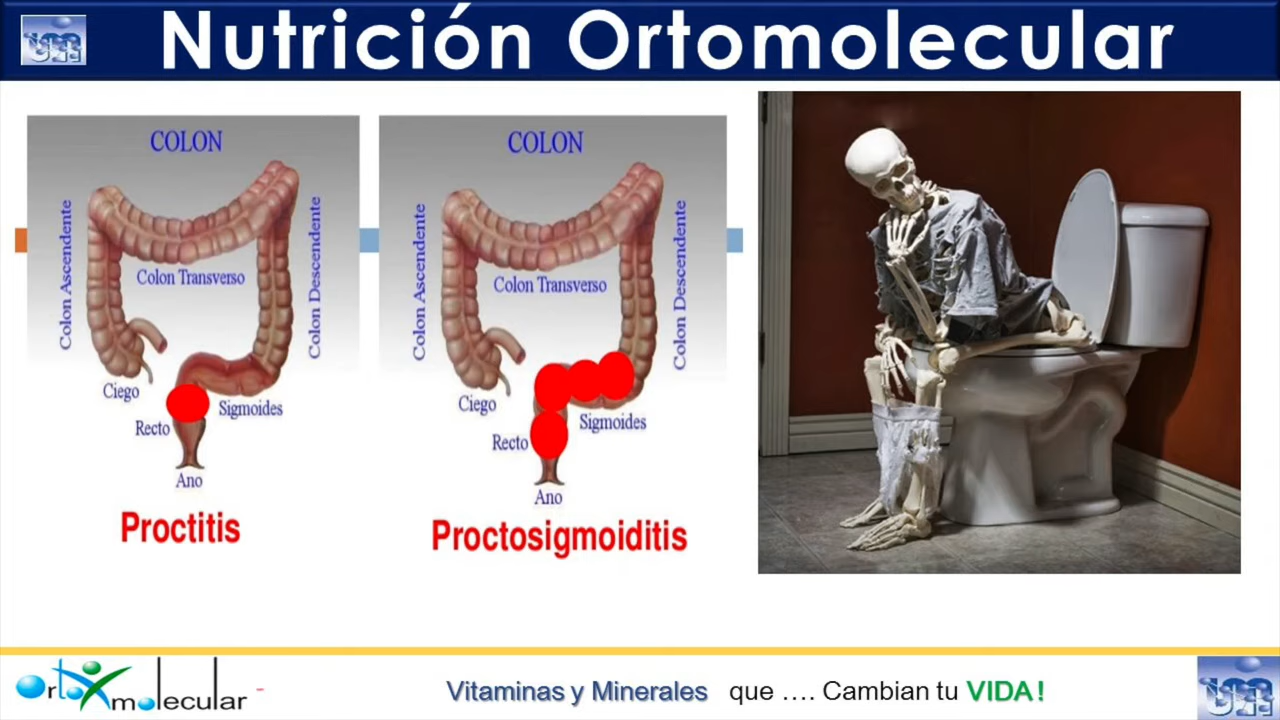 Nutrición Ortomolecular
COLON
Colon Ascendente
Colon Transverso
Colon Descendente
Ciego
Recto
Sigmoides
Ano
Proctitis
COLON
Colon Ascendente
Colon Transverso
Colon Descendente
Ciego
Recto
Sigmoides
Ano
Proctosigmoiditis
Ortomolecular
Vitaminas y Minerales que .... Cambian tu VIDA!